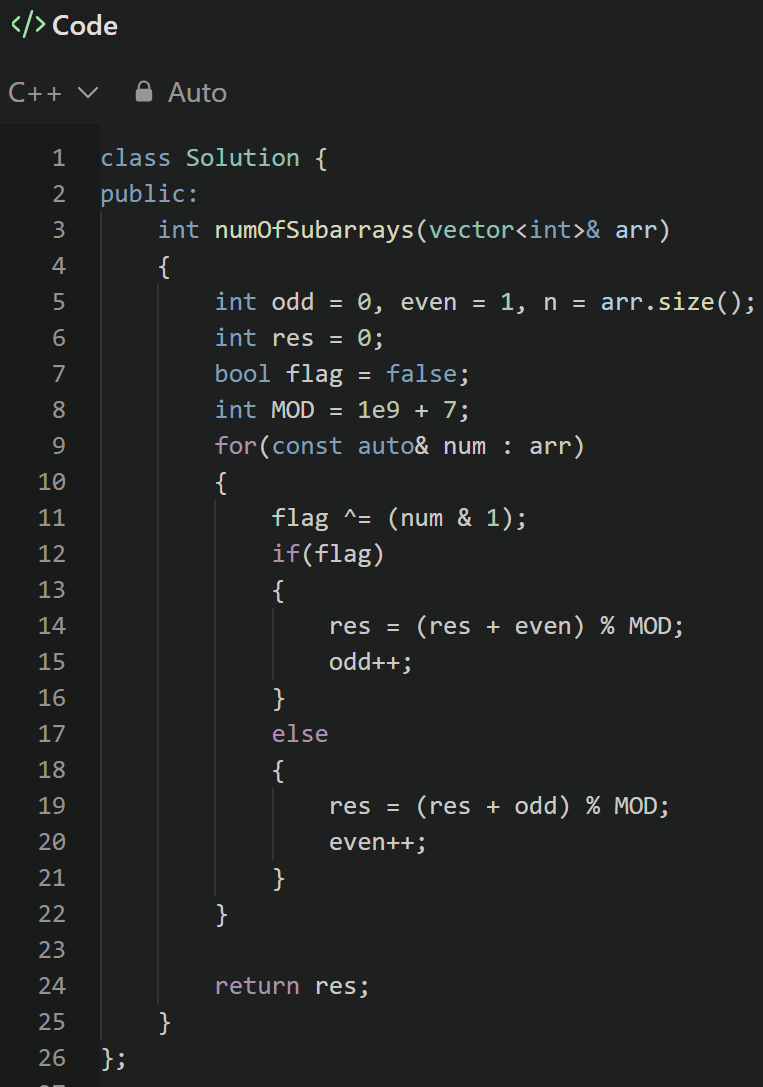 </> Code
C++ Auto
1 class Solution {
2 public:
3     int numOfSubarrays(vector<int>& arr)
4     {
5         int odd = 0, even = 1, n = arr.size();
6         int res = 0;
7         bool flag = false;
8         int MOD = 1e9 + 7;
9         for(const auto& num : arr)
10         {
11             flag ^= (num & 1);
12             if(flag)
13             {
14                 res = (res + even) % MOD;
15                 odd++;
16             }
17             else
18             {
19                 res = (res + odd) % MOD;
20                 even++;
21             }
22         }
23
24         return res;
25     }
26 };